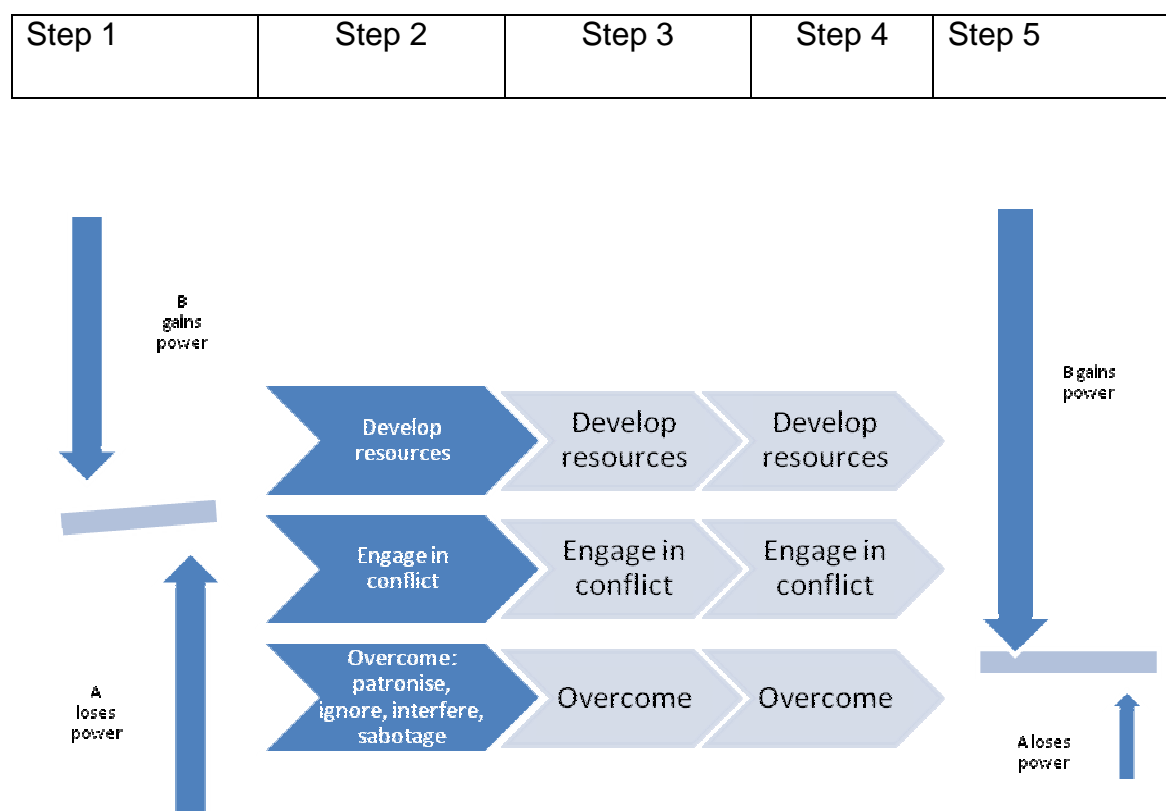 Step 1
Step 2
Step 3
Step 4
Step 5
B
gains
power
A
loses
power
Develop
resources
Develop
resources
Develop
resources
Engage in
conflict
Engage in
conflict
Engage in
conflict
Overcome:
patronise,
ignore, interfere,
sabotage
Overcome
Overcome
B gains
power
A loses
power